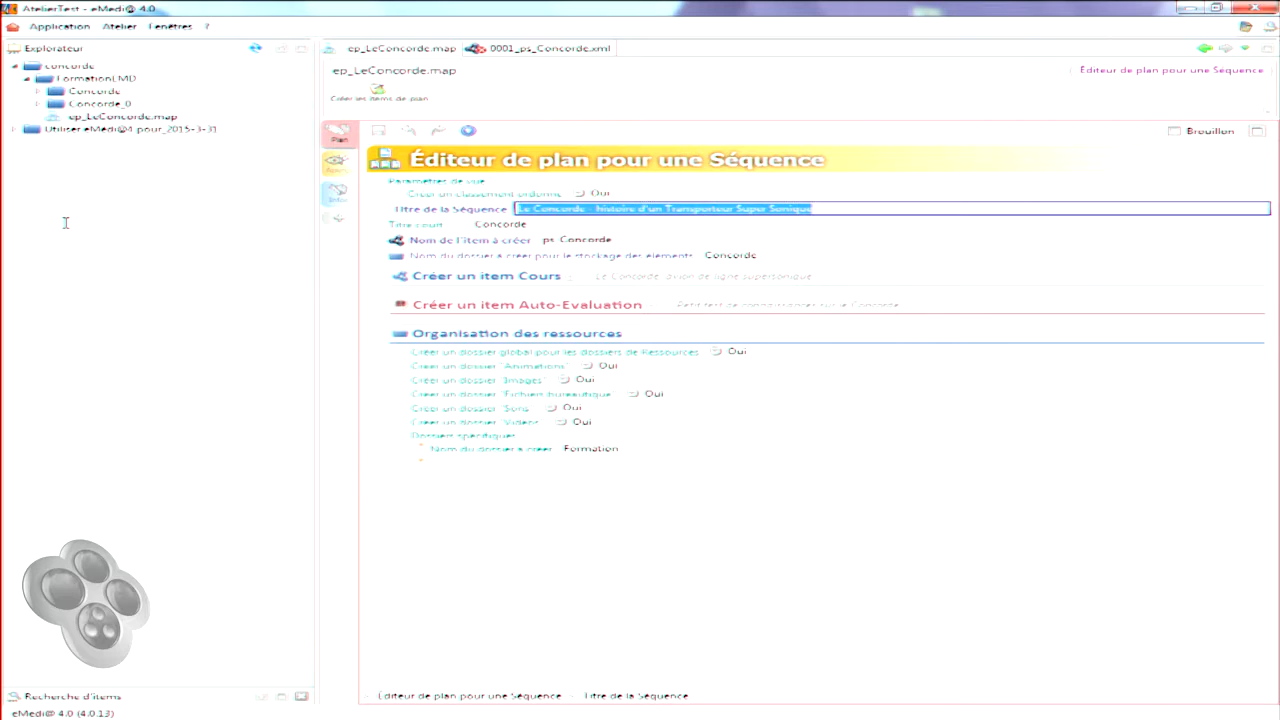 AtelierTest - eMedi@ 4.0
Application Atelier Fenêtres ?
Explorateur
ep_LeConcorde.map
0001_ps_Concorde.xml
concorde
FormationEMD
Concorde
Concorde_0
ep_LeConcorde.map
Utiliser eMédi@4 pour_2015-3-31
ep_LeConcorde.map
Éditeur de plan pour une Séquence
Créer les items de plan
Plan
Brouillon
Éditeur de plan pour une Séquence
Paramètres de vue
Créer un classement ordonné Oui
Titre de la Séquence Le Concorde - histoire d'un Transporteur Super Sonique
Titre court Concorde
Nom de l'item à créer ps_Concorde
Nom du dossier à créer pour le stockage des éléments Concorde
Créer un item Cours Le Concorde avion de ligne supersonique
Créer un item Auto-Evaluation Petit test de connaissances sur le Concorde
Organisation des ressources
Créer un dossier global pour les dossiers de Ressources Oui
Créer un dossier "Animations" Oui
Créer un dossier "Images" Oui
Créer un dossier "Fichiers bureautique" Oui
Créer un dossier "Sons" Oui
Créer un dossier "Vidéos" Oui
Dossiers spécifiques
Nom du dossier à créer Formation
Recherche d'items
Éditeur de plan pour une Séquence
Titre de la Séquence
eMedi@ 4.0 (4.0.13)